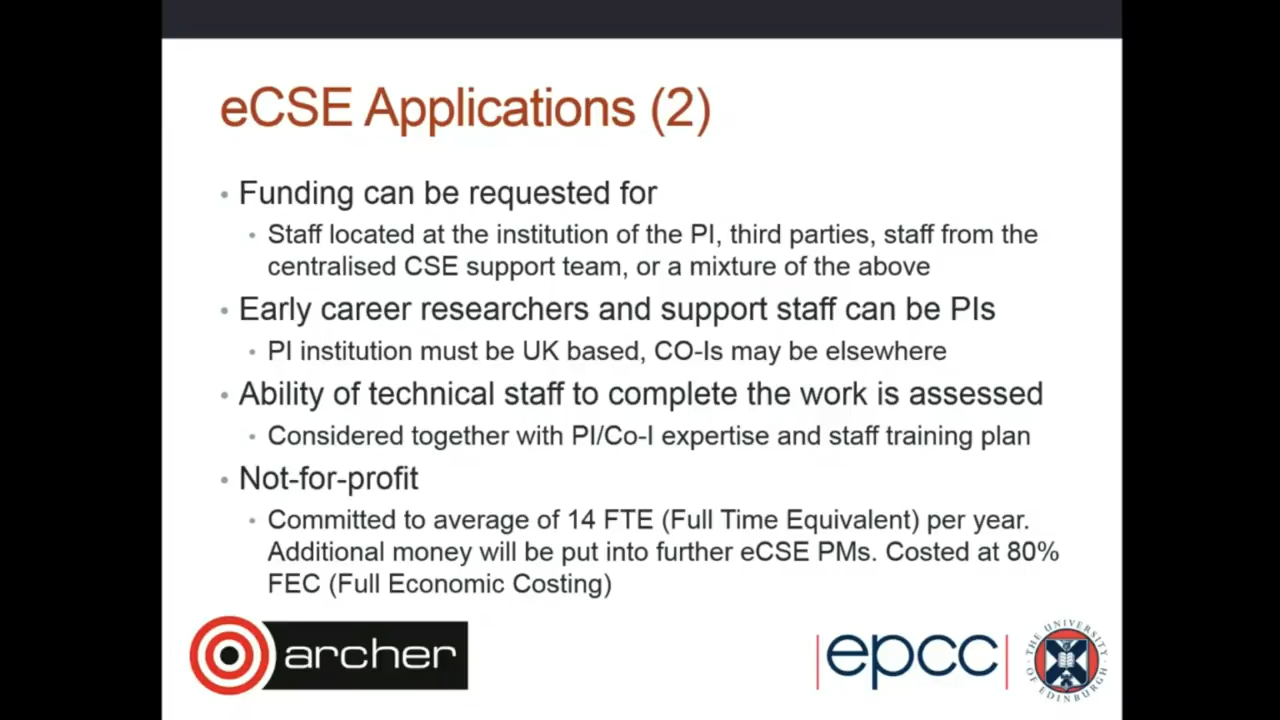 eCSE Applications (2)
• Funding can be requested for
• Staff located at the institution of the PI, third parties, staff from the
centralised CSE support team, or a mixture of the above
• Early career researchers and support staff can be PIs
• PI institution must be UK based, CO-Is may be elsewhere
• Ability of technical staff to complete the work is assessed
• Considered together with PI/Co-I expertise and staff training plan
• Not-for-profit
• Committed to average of 14 FTE (Full Time Equivalent) per year.
Additional money will be put into further eCSE PMs. Costed at 80%
FEC (Full Economic Costing)
archer
epcc
THE UNIVERSITY
OF EDINBURGH